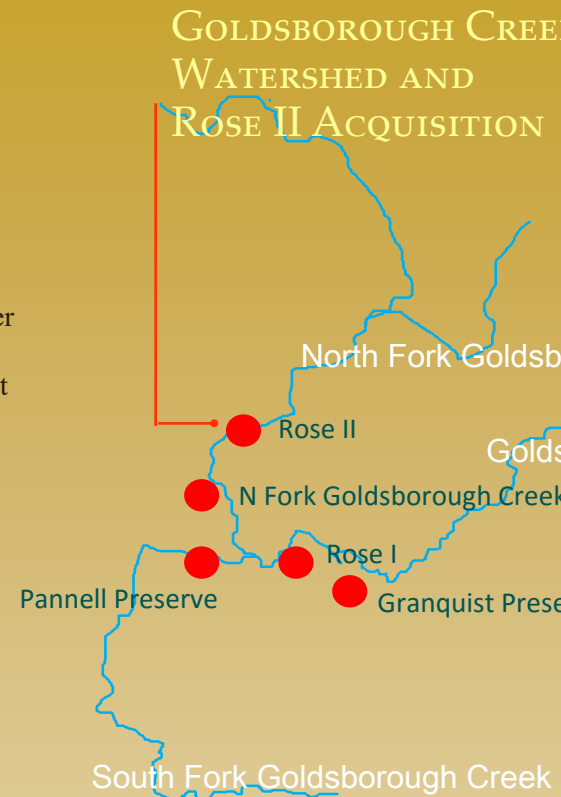 Goldsborough Cree
Watershed and
Rose II Acquisition
er
t
North Fork Goldsb
Rose II
Golds
N Fork Goldsborough Creek
Rose I
Pannell Preserve
Granquist Prese
South Fork Goldsborough Creek